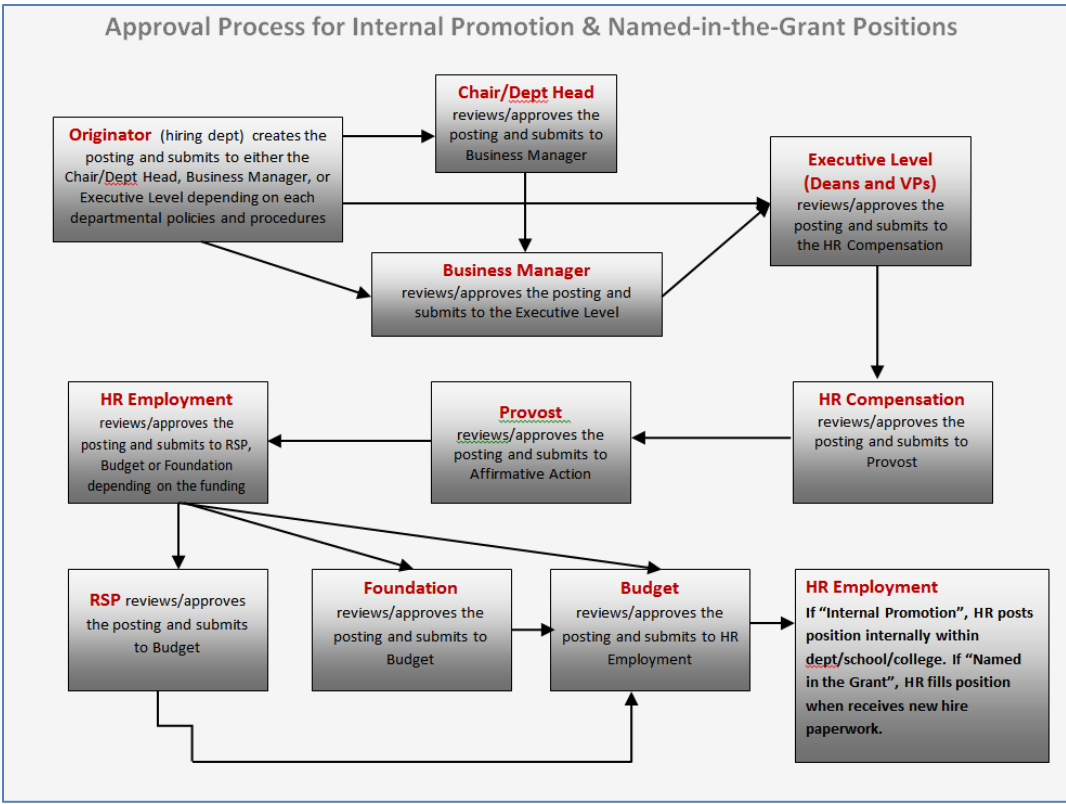 Approval Process for Internal Promotion & Named-in-the-Grant Positions
Chair/Dept Head
reviews/approves the
posting and submits to
Business Manager
Originator (hiring dept) creates the
posting and submits to either the
Chair/Dept Head, Business Manager, or
Executive Level depending on each
departmental policies and procedures
Executive Level
(Deans and VPs)
reviews/approves the
posting and submits to
the HR Compensation
Business Manager
reviews/approves the posting and
submits to the Executive Level
HR Employment
reviews/approves the
posting and submits to RSP,
Budget or Foundation
depending on the funding
Provost
reviews/approves the
posting and submits to
Affirmative Action
HR Compensation
reviews/approves the
posting and submits to
Provost
RSP reviews/approves
the posting and submits
to Budget
Foundation
reviews/approves the
posting and submits to
Budget
Budget
reviews/approves the
posting and submits to HR
Employment
HR Employment
If “Internal Promotion”, HR posts
position internally within
dept/school/college. If “Named
in the Grant”, HR fills position
when receives new hire
paperwork.